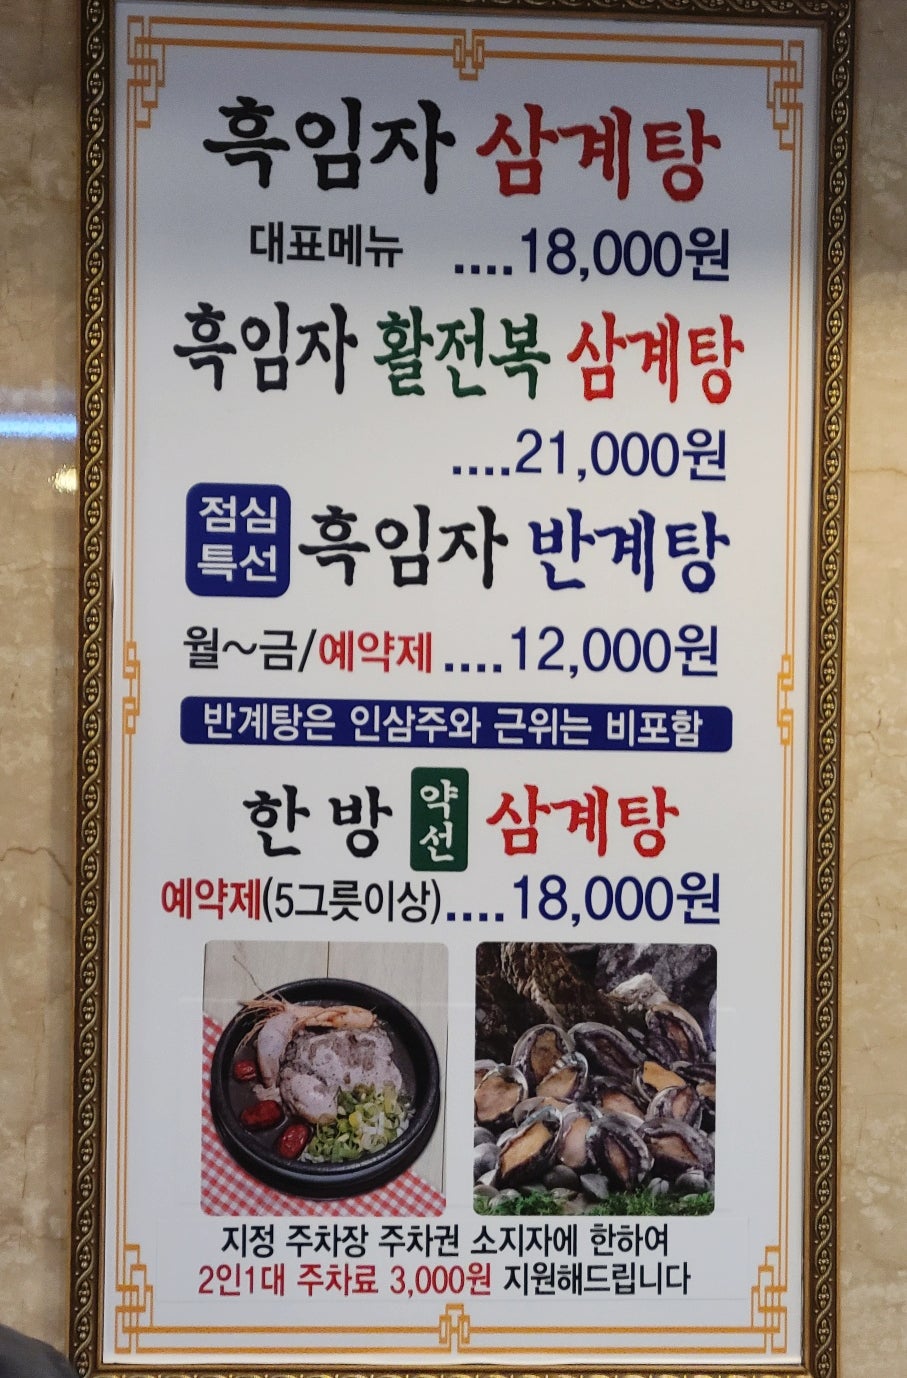 흑임자 삼계탕
대표메뉴 ....18,000원
흑임자 활전복 삼계탕
....21,000원
점심
특선
흑임자 반계탕
월~금/예약제 ....12,000원
반계탕은 인삼주와 근위는 비포함
한방 약선 삼계탕
예약제(5그릇이상)....18,000원
지정 주차장 주차권 소지자에 한하여
2인1대 주차료 3,000원 지원해드립니다